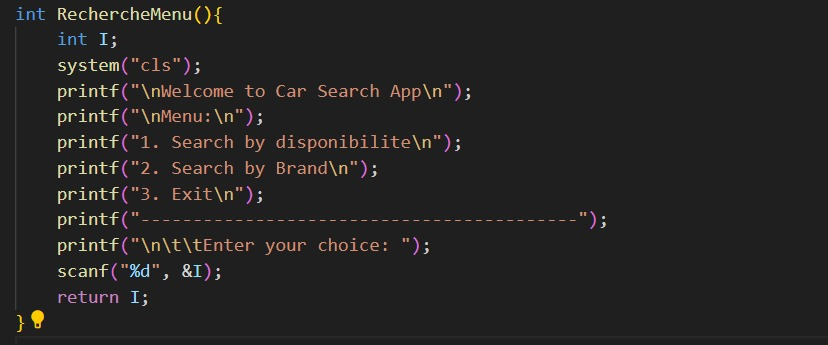 int RechercheMenu(){
    int I;
    system("cls");
    printf("\nWelcome to Car Search App\n");
    printf("\nMenu:\n");
    printf("1. Search by disponibilite\n");
    printf("2. Search by Brand\n");
    printf("3. Exit\n");
    printf("------------------------------------------");
    printf("\n\t\tEnter your choice: ");
    scanf("%d", &I);
    return I;
}